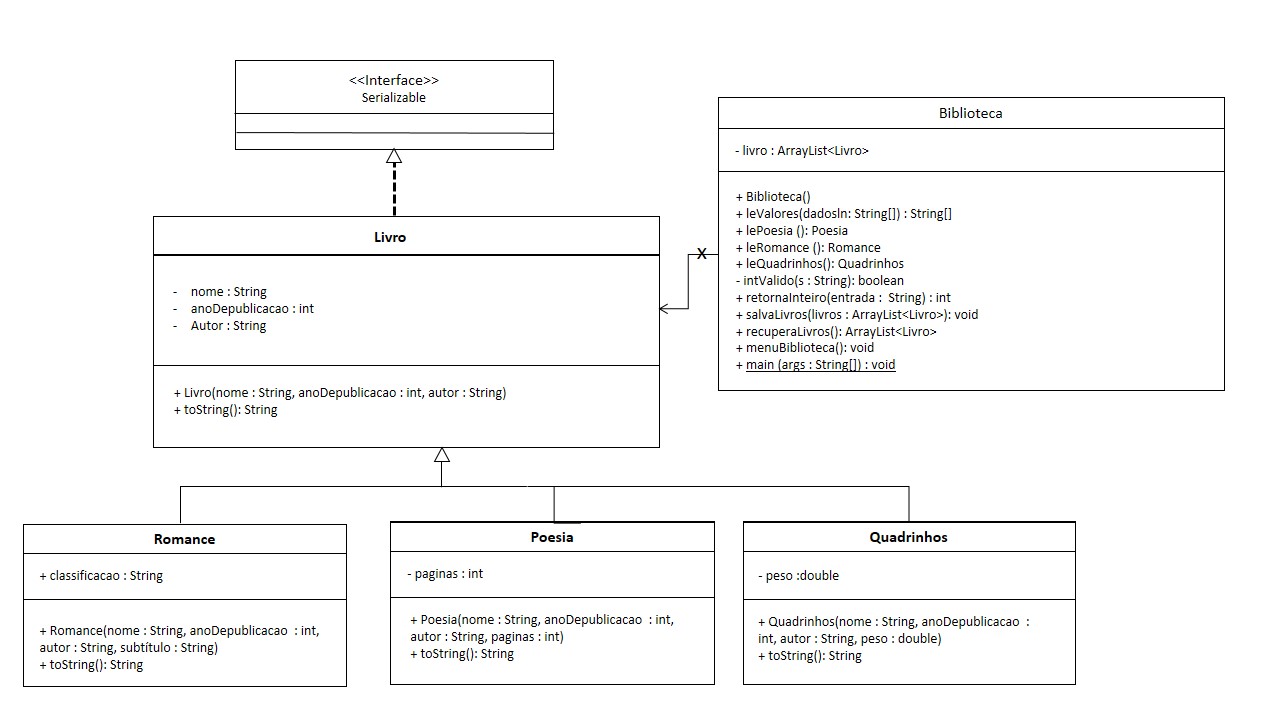 <<Interface>>
Serializable
Biblioteca
- livro : ArrayList<Livro>
+ Biblioteca()
+ leValores(dadosIn: String[]) : String[]
+ lePoesia (): Poesia
+ leRomance (): Romance
+ leQuadrinhos(): Quadrinhos
- intValido(s : String): boolean
+ retornaInteiro(entrada : String) : int
+ salvaLivros(livros : ArrayList<Livro>): void
+ recuperaLivros(): ArrayList<Livro>
+ menuBiblioteca(): void
+ main (args : String[]) : void
X
Livro
- nome : String
- anoDepublicacao : int
- Autor : String
+ Livro(nome : String, anoDepublicacao : int, autor : String)
+ toString(): String
Romance
+ classificacao : String
+ Romance(nome : String, anoDepublicacao : int,
autor : String, subtítulo : String)
+ toString(): String
Poesia
- paginas : int
+ Poesia(nome : String, anoDepublicacao : int,
autor : String, paginas : int)
+ toString(): String
Quadrinhos
- peso :double
+ Quadrinhos(nome : String, anoDepublicacao :
int, autor : String, peso : double)
+ toString(): String